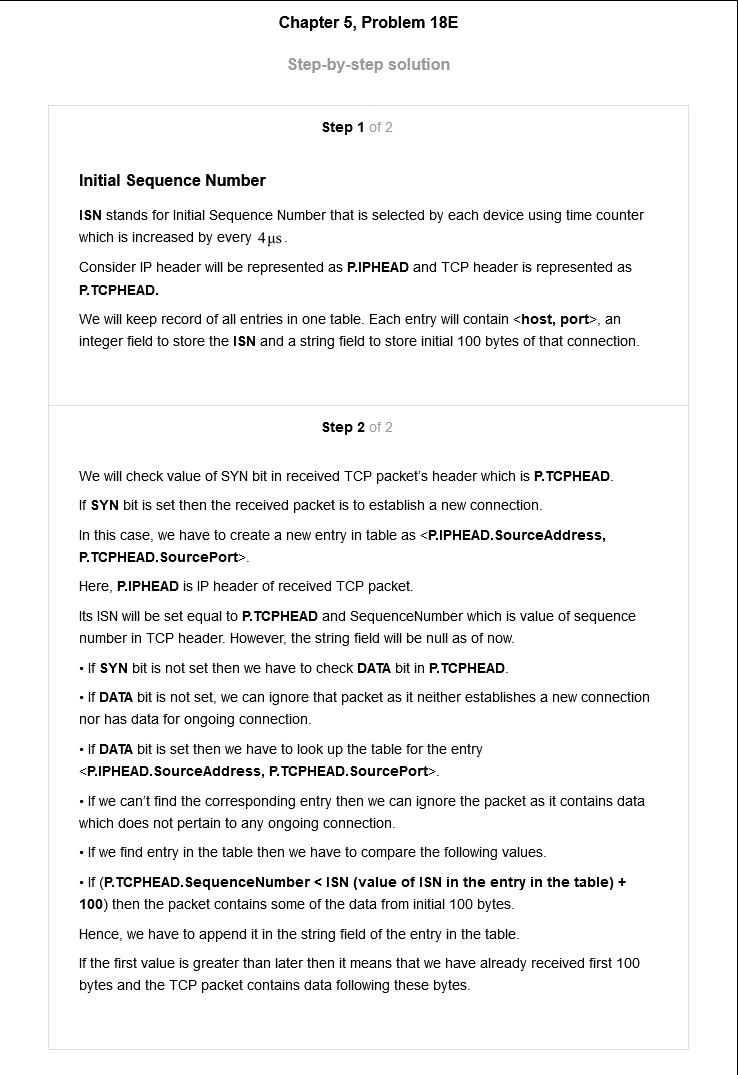 Chapter 5, Problem 18E
Step-by-step solution
Step 1 of 2
Initial Sequence Number
ISN stands for Initial Sequence Number that is selected by each device using time counter
which is increased by every 4μs.
Consider IP header will be represented as P.IPHEAD and TCP header is represented as
P.TCPHEAD.
We will keep record of all entries in one table. Each entry will contain <host, port>, an
integer field to store the ISN and a string field to store initial 100 bytes of that connection.
Step 2 of 2
We will check value of SYN bit in received TCP packet's header which is P.TCPHEAD.
If SYN bit is set then the received packet is to establish a new connection.
In this case, we have to create a new entry in table as <P.IPHEAD.SourceAddress,
P.TCPHEAD.SourcePort>.
Here, P.IPHEAD is IP header of received TCP packet.
Its ISN will be set equal to P.TCPHEAD and SequenceNumber which is value of sequence
number in TCP header. However, the string field will be null as of now.
• If SYN bit is not set then we have to check DATA bit in P.TCPHEAD.
• If DATA bit is not set, we can ignore that packet as it neither establishes a new connection
nor has data for ongoing connection.
• If DATA bit is set then we have to look up the table for the entry
<P.IPHEAD.SourceAddress, P.TCPHEAD.SourcePort>.
• If we can't find the corresponding entry then we can ignore the packet as it contains data
which does not pertain to any ongoing connection.
• If we find entry in the table then we have to compare the following values.
• If (P.TCPHEAD.SequenceNumber < ISN (value of ISN in the entry in the table) +
100) then the packet contains some of the data from initial 100 bytes.
Hence, we have to append it in the string field of the entry in the table.
If the first value is greater than later then it means that we have already received first 100
bytes and the TCP packet contains data following these bytes.